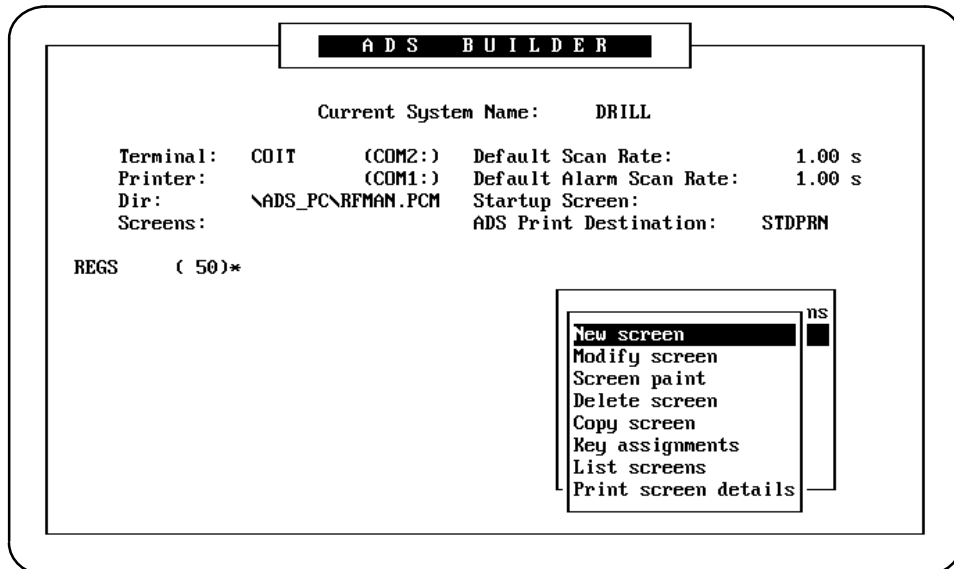 ADS BUILDER
Current System Name: DRILL
Terminal: COIT (COM2:) Default Scan Rate: 1.00 s
Printer: (COM1:) Default Alarm Scan Rate: 1.00 s
Dir: \ADS_PC\RFMAN.PCM Startup Screen:
Screens: ADS Print Destination: STDPRN
REGS ( 50)*
ns
New screen
Modify screen
Screen paint
Delete screen
Copy screen
Key assignments
List screens
Print screen details